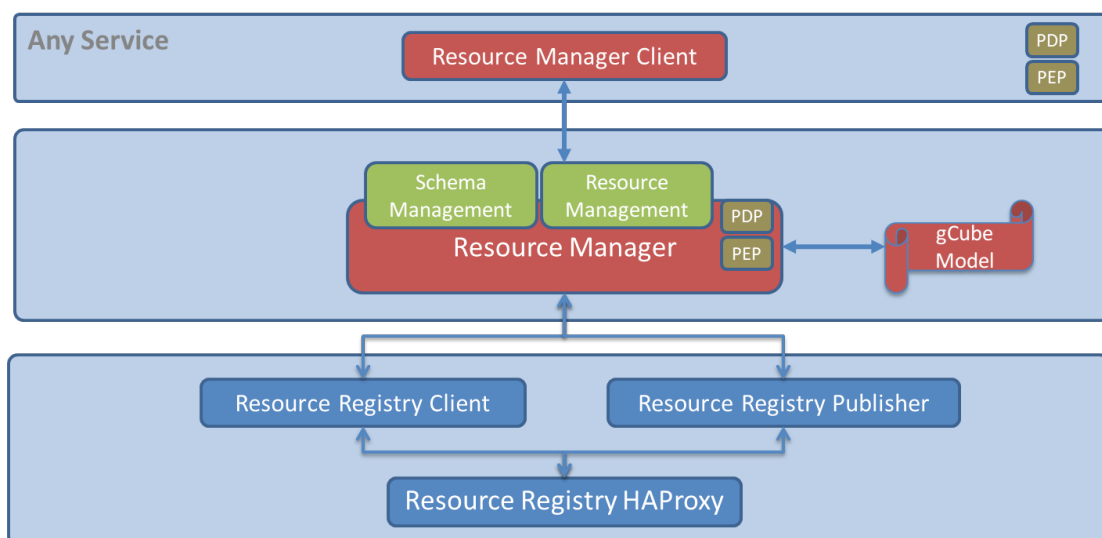 Any Service
Resource Manager Client
PDP
PEP
Schema
Management
Resource
Management
Resource Manager
PDP
PEP
gCube
Model
Resource Registry Client
Resource Registry Publisher
Resource Registry HAProxy